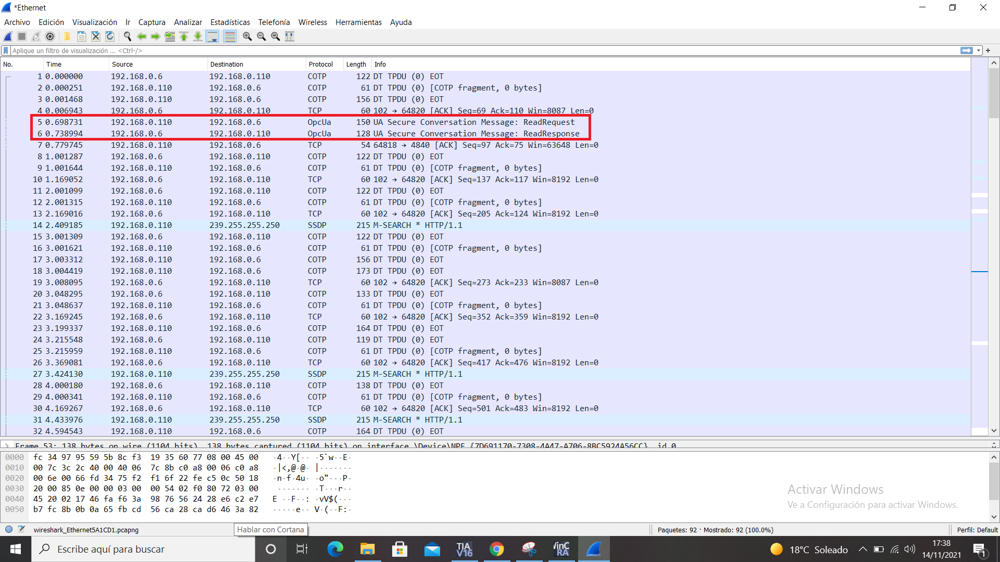 *Ethernet
Archivo Edición Visualización Ir Captura Analizar Estadísticas Telefonía Wireless Herramientas Ayuda
Aplique un filtro de visualización ... <Ctrl-/>
No. Time Source Destination Protocol Length Info
1 0.000000 192.168.0.6 192.168.0.110 COTP 122 DT TPDU (0) EOT
2 0.000251 192.168.0.110 192.168.0.6 COTP 61 DT TPDU (0) [COTP fragment, 0 bytes]
3 0.001468 192.168.0.110 192.168.0.6 COTP 156 DT TPDU (0) EOT
4 0.006943 192.168.0.6 192.168.0.110 TCP 60 102 → 64820 [ACK] Seq=69 Ack=110 Win=8087 Len=0
5 0.698731 192.168.0.110 192.168.0.6 OpcUa 150 UA Secure Conversation Message: ReadRequest
6 0.738994 192.168.0.6 192.168.0.110 OpcUa 128 UA Secure Conversation Message: ReadResponse
7 0.779745 192.168.0.110 192.168.0.6 TCP 54 64818 → 4840 [ACK] Seq=97 Ack=75 Win=63648 Len=0
8 1.001287 192.168.0.6 192.168.0.110 COTP 122 DT TPDU (0) EOT
9 1.001644 192.168.0.110 192.168.0.6 COTP 61 DT TPDU (0) [COTP fragment, 0 bytes]
10 1.169052 192.168.0.6 192.168.0.110 TCP 60 102 → 64820 [ACK] Seq=137 Ack=117 Win=8192 Len=0
11 2.001099 192.168.0.6 192.168.0.110 COTP 122 DT TPDU (0) EOT
12 2.001315 192.168.0.110 192.168.0.6 COTP 61 DT TPDU (0) [COTP fragment, 0 bytes]
13 2.169016 192.168.0.6 192.168.0.110 TCP 60 102 → 64820 [ACK] Seq=205 Ack=124 Win=8192 Len=0
14 2.409185 192.168.0.110 239.255.255.250 SSDP 215 M-SEARCH * HTTP/1.1
15 3.001309 192.168.0.6 192.168.0.110 COTP 122 DT TPDU (0) EOT
16 3.001621 192.168.0.110 192.168.0.6 COTP 61 DT TPDU (0) [COTP fragment, 0 bytes]
17 3.003312 192.168.0.110 192.168.0.6 COTP 156 DT TPDU (0) EOT
18 3.004419 192.168.0.110 192.168.0.6 COTP 173 DT TPDU (0) EOT
19 3.008095 192.168.0.6 192.168.0.110 TCP 60 102 → 64820 [ACK] Seq=273 Ack=233 Win=8087 Len=0
20 3.048295 192.168.0.6 192.168.0.110 COTP 133 DT TPDU (0) EOT
21 3.048637 192.168.0.110 192.168.0.6 COTP 61 DT TPDU (0) [COTP fragment, 0 bytes]
22 3.169245 192.168.0.6 192.168.0.110 TCP 60 102 → 64820 [ACK] Seq=352 Ack=359 Win=8192 Len=0
23 3.199337 192.168.0.110 192.168.0.6 COTP 164 DT TPDU (0) EOT
24 3.215548 192.168.0.6 192.168.0.110 COTP 119 DT TPDU (0) EOT
25 3.215959 192.168.0.110 192.168.0.6 COTP 61 DT TPDU (0) [COTP fragment, 0 bytes]
26 3.369081 192.168.0.6 192.168.0.110 TCP 60 102 → 64820 [ACK] Seq=417 Ack=476 Win=8192 Len=0
27 3.424130 192.168.0.110 239.255.255.250 SSDP 215 M-SEARCH * HTTP/1.1
28 4.000180 192.168.0.6 192.168.0.110 COTP 138 DT TPDU (0) EOT
29 4.000341 192.168.0.110 192.168.0.6 COTP 61 DT TPDU (0) [COTP fragment, 0 bytes]
30 4.169267 192.168.0.6 192.168.0.110 TCP 60 102 → 64820 [ACK] Seq=501 Ack=483 Win=8192 Len=0
31 4.433976 192.168.0.110 239.255.255.250 SSDP 215 M-SEARCH * HTTP/1.1
32 4.594543 192.168.0.110 192.168.0.6 COTP 164 DT TPDU (0) EOT
Frame 53: 138 bytes on wire (1104 bits), 138 bytes captured (1104 bits) on interface \Device\NPF_{7D691170-7308-4A47-A706-8BC5924A56CC}, id 0
0000 fc 34 97 95 59 5b 8c f3 19 35 60 77 08 00 45 00 ·4··Y[·· ·5`w··E·
0010 00 7c 3c 2c 40 00 40 06 7c 8b c0 a8 00 06 c0 a8 ·|<,@·@· |·······
0020 00 6e 00 66 fd 34 75 f2 f1 6f 22 fe c5 0c 50 18 ·n·f·4u· ·o"···P·
0030 20 00 85 0e 00 00 03 00 00 54 02 f0 80 72 03 00 ······· ·T···r··
0040 45 20 02 17 46 fa f6 3a 98 76 56 24 28 e6 c2 e7 E ··F··: ·vV$(···
0050 b7 fc 8b 0b 0a 65 fb cd 56 ca 28 ca d6 46 3a 82 ·····e·· V·(··F:·
Activar Windows
Ve a Configuración para activar Windows.
wireshark_Ethernet5A1CD1.pcapng
Hablar con Cortana
Paquetes: 92 · Mostrado: 92 (100.0%)
Perfil: Default
Escribe aquí para buscar
TIA V16
WinC RA
18°C Soleado
17:38
14/11/2021
1